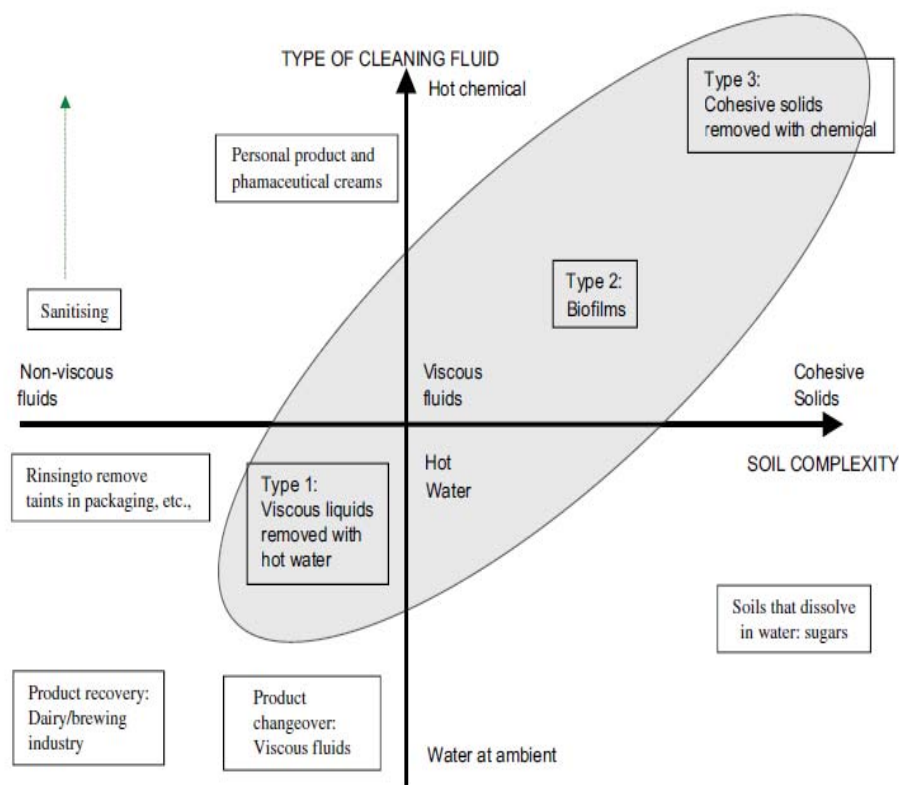 TYPE OF CLEANING FLUID
Hot chemical
Type 3:
Cohesive solids
removed with chemical
Personal product and
phamaceutical creams
Type 2:
Biofilms
Sanitising
Non-viscous
fluids
Viscous
fluids
Cohesive
Solids
SOIL COMPLEXITY
Rinsingto remove
taints in packaging, etc.,
Type 1:
Viscous liquids
removed with
hot water
Hot
Water
Soils that dissolve
in water: sugars
Product recovery:
Dairy/brewing
industry
Product
changeover:
Viscous fluids
Water at ambient